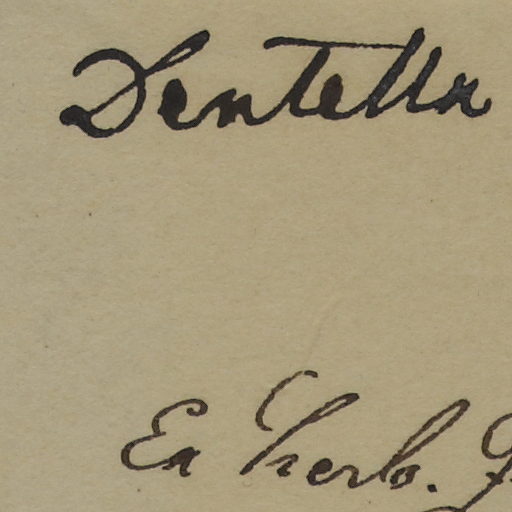 Dentella
Ex herb.